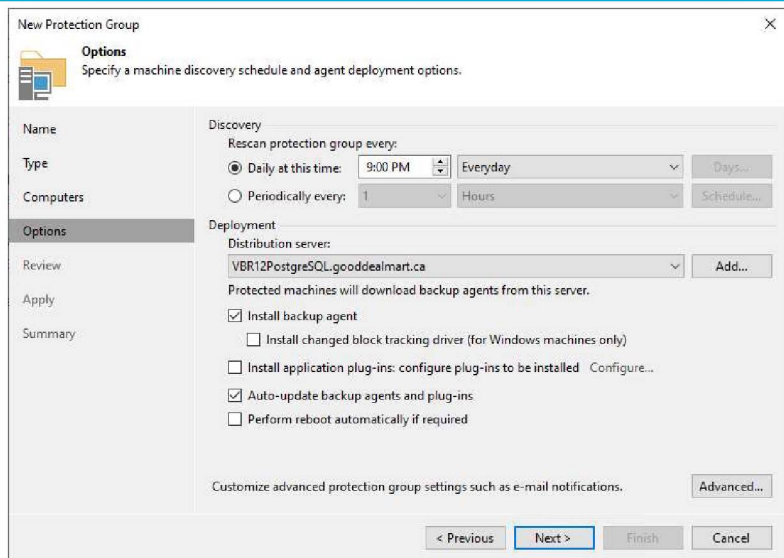 New Protection Group
Options
Specify a machine discovery schedule and agent deployment options.
Name
Type
Computers
Options
Review
Apply
Summary
Discovery
Rescan protection group every:
Daily at this time: 9:00 PM Everyday Days...
Periodically every: 1 Hours Schedule...
Deployment
Distribution server:
VBR12PostgreSQL.gooddealmart.ca Add...
Protected machines will download backup agents from this server.
Install backup agent
Install changed block tracking driver (for Windows machines only)
Install application plug-ins: configure plug-ins to be installed Configure...
Auto-update backup agents and plug-ins
Perform reboot automatically if required
Customize advanced protection group settings such as e-mail notifications. Advanced...
< Previous Next > Finish Cancel